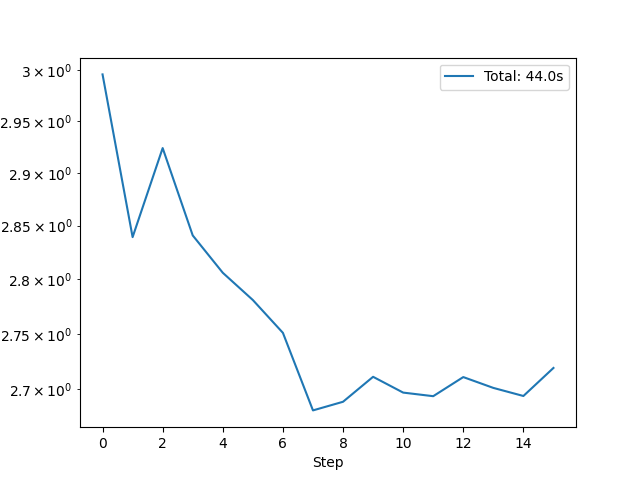 Total: 44.0s
3 × 10⁰
2.95 × 10⁰
2.9 × 10⁰
2.85 × 10⁰
2.8 × 10⁰
2.75 × 10⁰
2.7 × 10⁰
0 2 4 6 8 10 12 14
Step